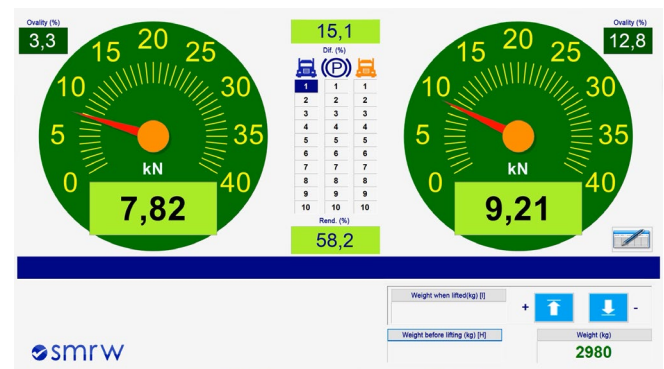 Ovality (%)
3,3
0 5 10 15 20 25 30 35 40
kN
7,82
15,1
Dif. (%)
(P)
1 1 1
2 2 2
3 3 3
4 4 4
5 5 5
6 6 6
7 7 7
8 8 8
9 9 9
10 10 10
Rend. (%)
58,2
Ovality (%)
12,8
0 5 10 15 20 25 30 35 40
kN
9,21
Weight when lifted(kg) [I]
+ -
Weight before lifting (kg) [H]
Weight (kg)
2980
smrw